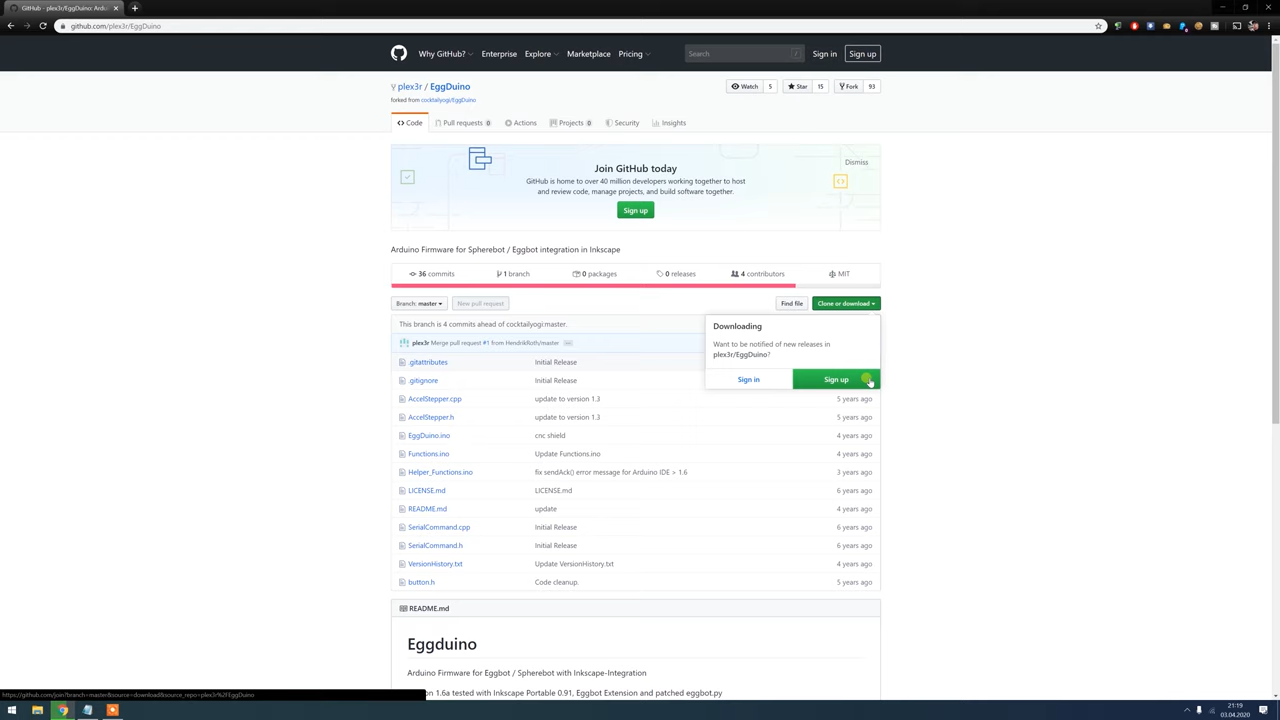 GitHub - plex3r/EggDuino: Ardu
github.com/plex3r/EggDuino
Why GitHub?
Enterprise
Explore
Marketplace
Pricing
Search
/
Sign in
Sign up
plex3r / EggDuino
forked from cocktailyogi/EggDuino
Watch 5
Star 15
Fork 93
Code
Pull requests 0
Actions
Projects 0
Security
Insights
Join GitHub today
Dismiss
GitHub is home to over 40 million developers working together to host
and review code, manage projects, and build software together.
Sign up
Arduino Firmware for Spherebot / Eggbot integration in Inkscape
36 commits
1 branch
0 packages
0 releases
4 contributors
MIT
Branch: master
New pull request
Find file
Clone or download
This branch is 4 commits ahead of cocktailyogi:master.
plex3r Merge pull request #1 from HendrikRoth/master
Downloading
Want to be notified of new releases in
plex3r/EggDuino?
Sign in
Sign up
.gitattributes Initial Release
.gitignore Initial Release
AccelStepper.cpp update to version 1.3 5 years ago
AccelStepper.h update to version 1.3 5 years ago
EggDuino.ino cnc shield 4 years ago
Functions.ino Update Functions.ino 4 years ago
Helper_Functions.ino fix sendAck() error message for Arduino IDE > 1.6 3 years ago
LICENSE.md LICENSE.md 6 years ago
README.md update 4 years ago
SerialCommand.cpp Initial Release 6 years ago
SerialCommand.h Initial Release 6 years ago
VersionHistory.txt Update VersionHistory.txt 4 years ago
button.h Code cleanup. 5 years ago
README.md
Eggduino
Arduino Firmware for Eggbot / Spherebot with Inkscape-Integration
on 1.6a tested with Inkscape Portable 0.91, Eggbot Extension and patched eggbot.py
https://github.com/join?branch=master&source=download&source_repo=plex3r%2FEggDuino
21:19
03.04.2020